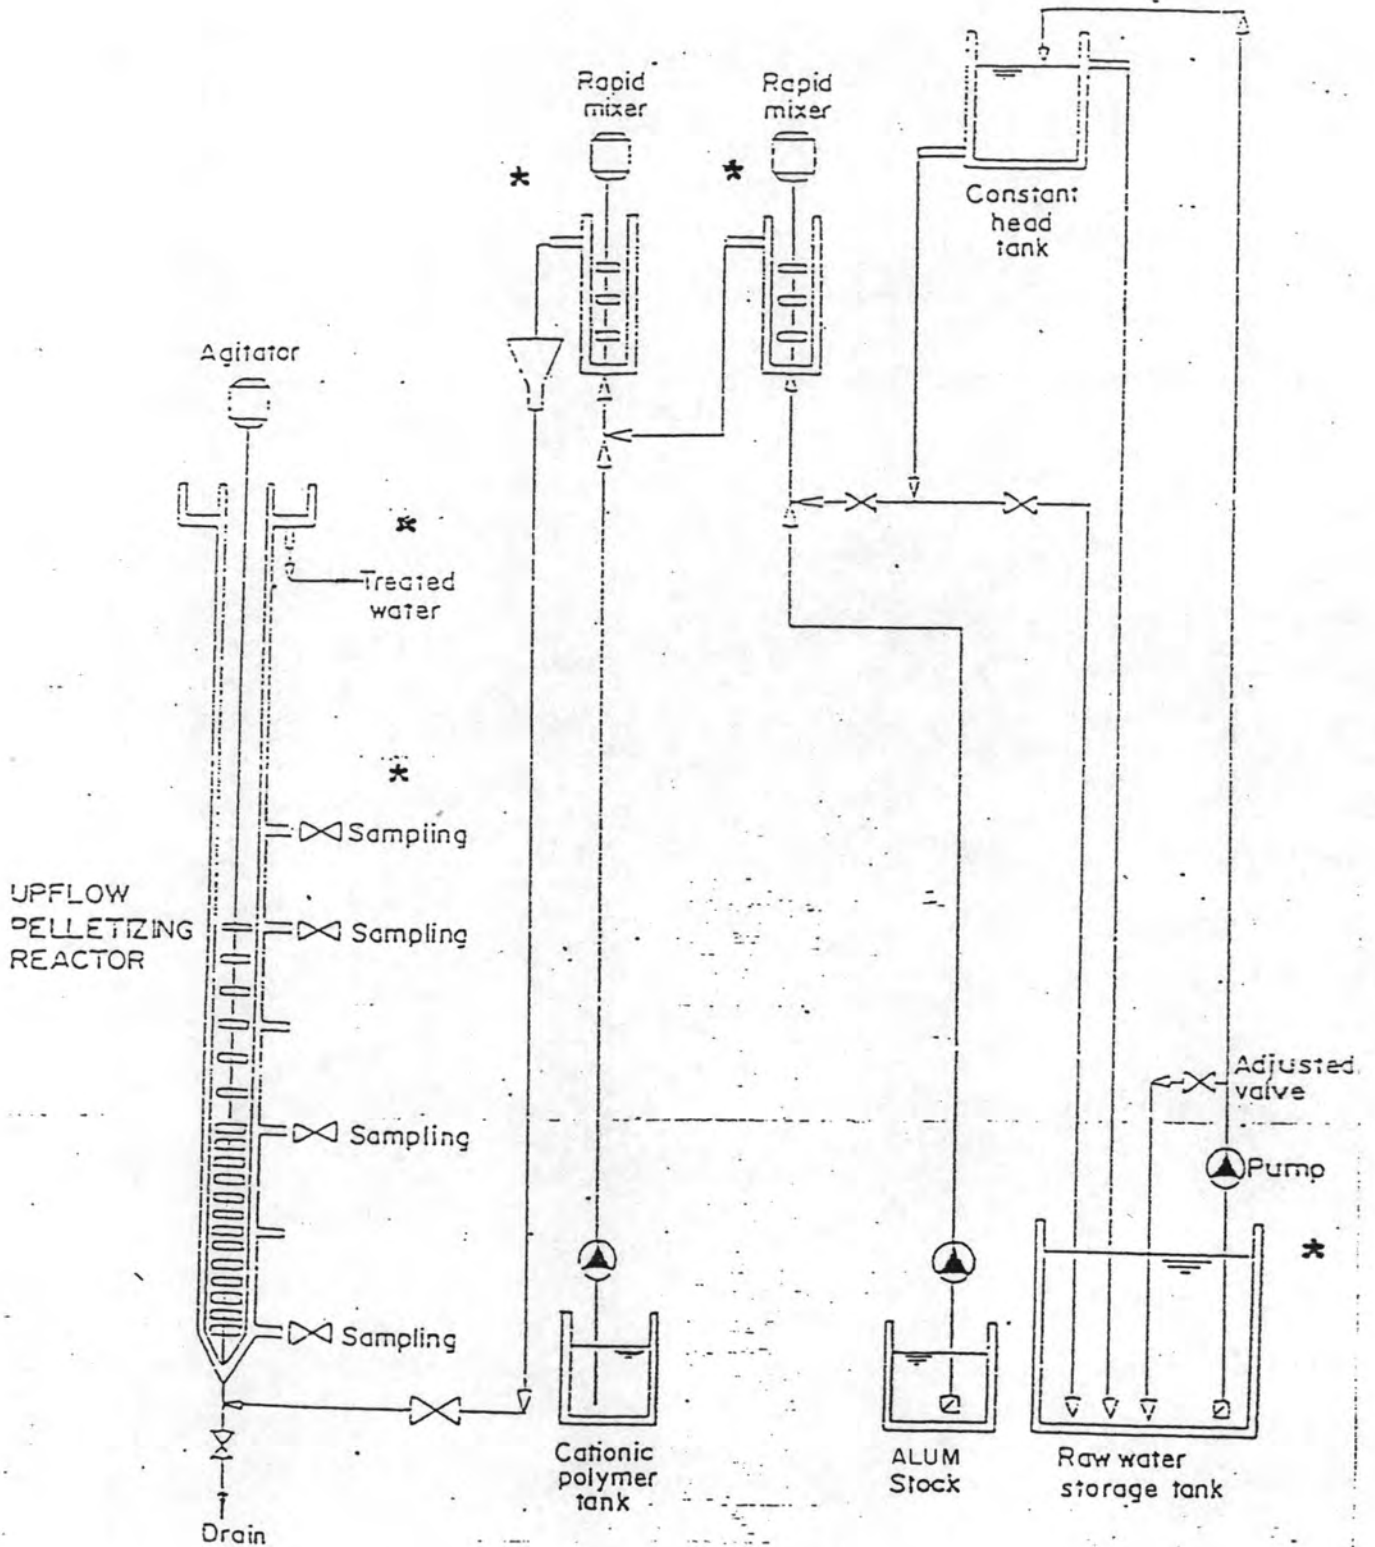 Rapid
mixer
Rapid
mixer
*
*
Constant
head
tank
Agitator
*
Treated
water
*
Sampling
UPFLOW
PELLETIZING
REACTOR
Sampling
Adjusted
valve
Sampling
Pump
*
Sampling
Cationic
polymer
tank
ALUM
Stock
Raw water
storage tank
Drain